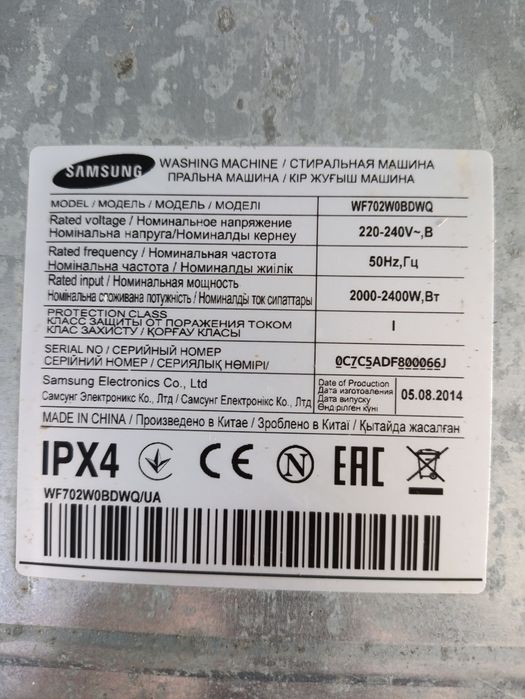 SAMSUNG
WASHING MACHINE / СТИРАЛЬНАЯ МАШИНА
ПРАЛЬНА МАШИНА / КІР ЖУҒЫШ МАШИНА
MODEL / МОДЕЛЬ / МОДЕЛЬ / МОДЕЛІ WF702W0BDWQ
Rated voltage / Номинальное напряжение
Номінальна напруга/Номиналды кернеу 220-240V~,В
Rated frequency / Номинальная частота
Номінальна частота / Номиналды жиілік 50Hz,Гц
Rated input / Номинальная мощность
Номінальна споживана потужність / Номиналды ток сипаттары 2000-2400W,Вт
PROTECTION CLASS
КЛАСС ЗАЩИТЫ ОТ ПОРАЖЕНИЯ ТОКОМ
КЛАС ЗАХИСТУ / ҚОРҒАУ КЛАСЫ I
SERIAL NO / СЕРИЙНЫЙ НОМЕР
СЕРІЙНИЙ НОМЕР / СЕРИЯЛЫҚ НӨМІРІ/ 0C7C5ADF800066J
Samsung Electronics Co., Ltd
Самсунг Электроникс Ко., Лтд / Самсунг Електронікс Ко., Лтд
Date of Production
Дата изготовления
Дата випуску
Өндірілген күні
05.08.2014
MADE IN CHINA / Произведено в Китае / Зроблено в Китаї / Қытайда жасалған
IPX4 CE N EAC
WF702W0BDWQ/UA